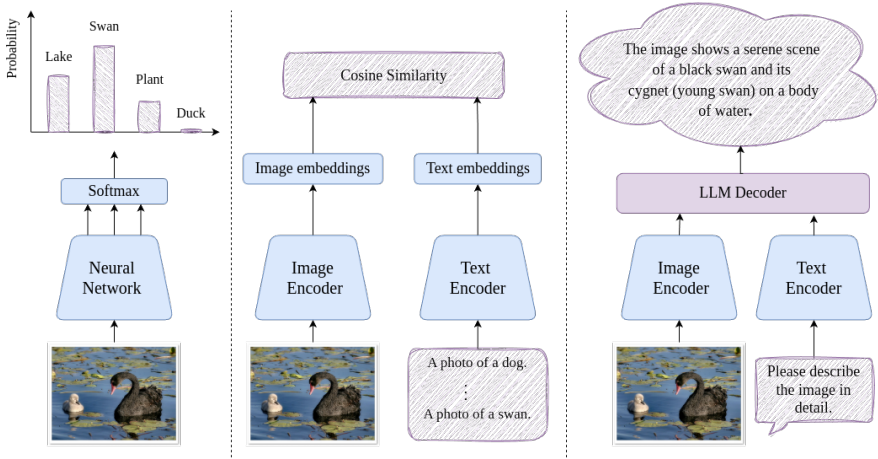 Probability
Lake
Swan
Plant
Duck
Softmax
Neural
Network
Cosine Similarity
Image embeddings
Text embeddings
Image
Encoder
Text
Encoder
A photo of a dog.
⋮
A photo of a swan.
The image shows a serene scene
of a black swan and its
cygnet (young swan) on a body
of water.
LLM Decoder
Image
Encoder
Text
Encoder
Please describe
the image in
detail.